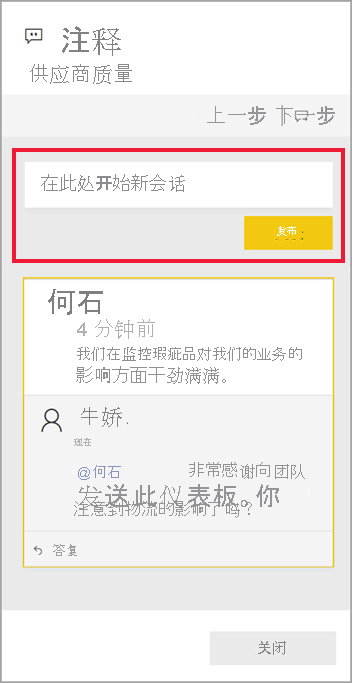 注释
供应商质量
上一步 下一步
在此处开始新会话
发布
何石
4 分钟前
我们在监控瑕疵品对我们的业务的
影响方面干劲满满。
牛娇.
现在
@何石 非常感谢向团队
发送此仪表板。你
注意到物流的影响了吗？
答复
关闭